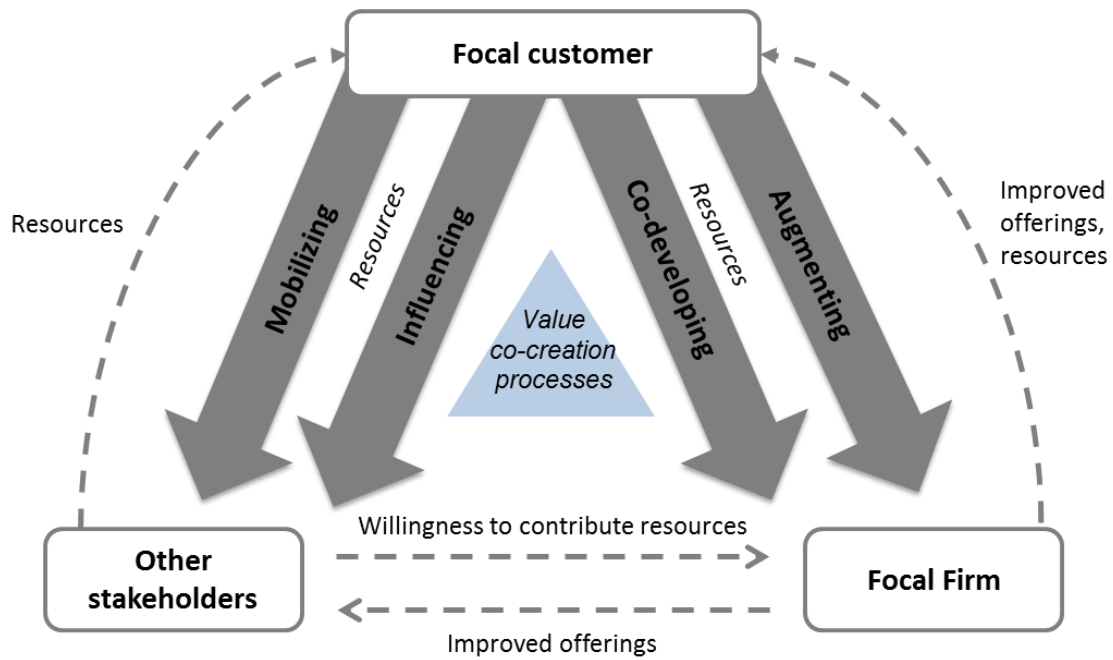 Focal customer
Resources
Mobilizing
Resources
Influencing
Co-developing
Resources
Augmenting
Improved
offerings,
resources
Value
co-creation
processes
Willingness to contribute resources
Other
stakeholders
Focal Firm
Improved offerings